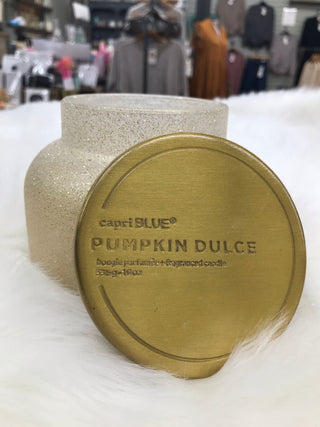 capri BLUE®
PUMPKIN DULCE
bougie parfumée + fragranced candle
538g-19oz